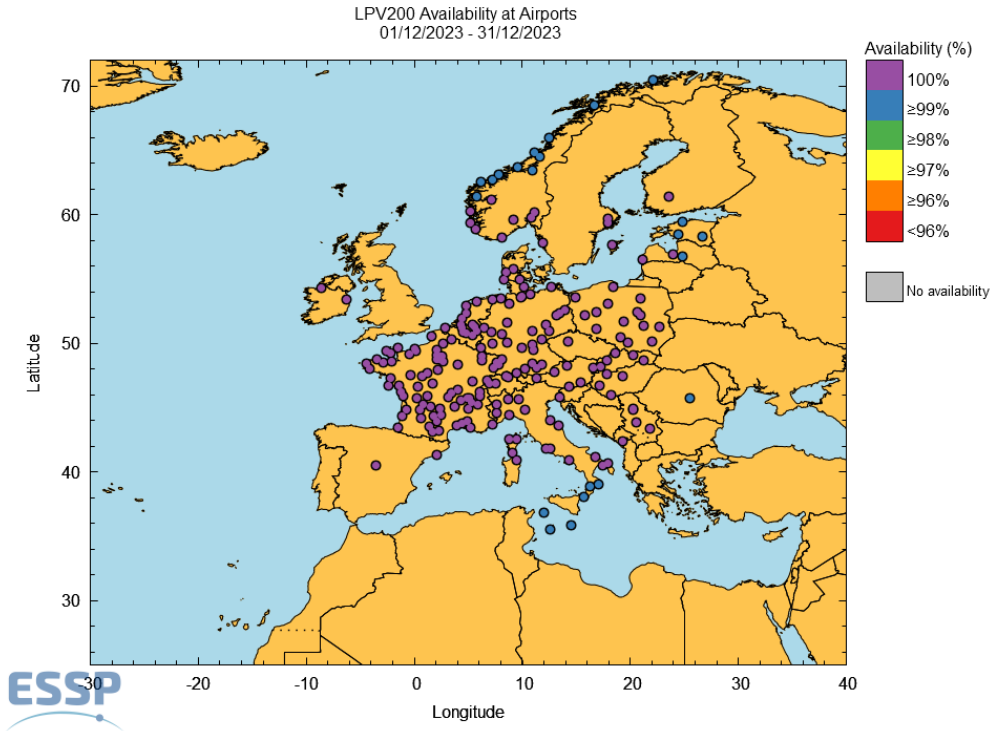 LPV200 Availability at Airports
01/12/2023 - 31/12/2023
Availability (%)
100%
≥99%
≥98%
≥97%
≥96%
<96%
No availability
70
60
50
40
30
Latitude
-30 -20 -10 0 10 20 30 40
Longitude
ESSP